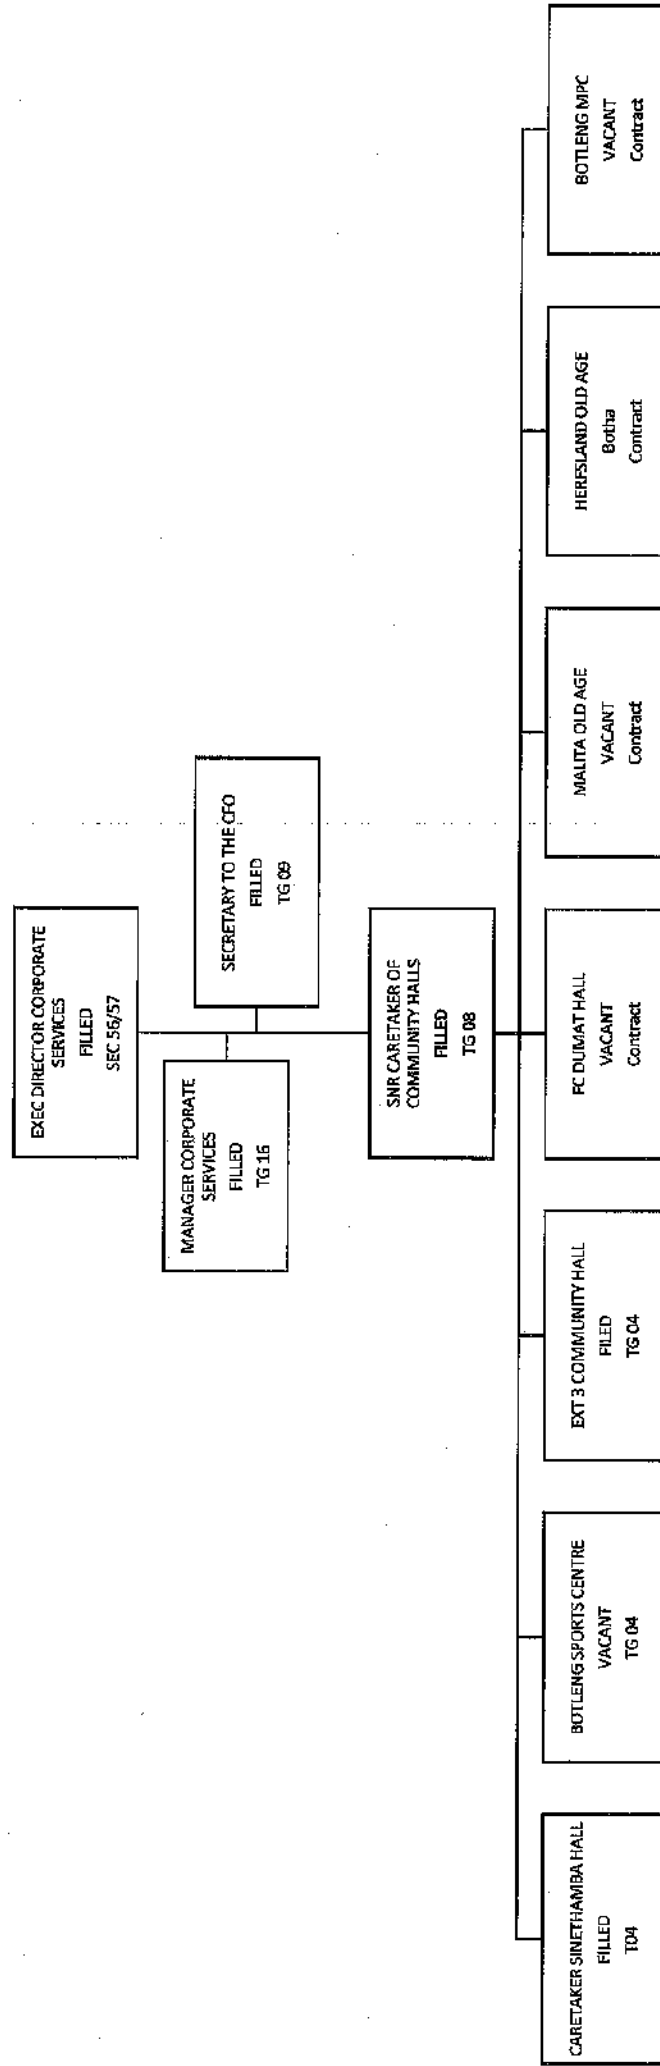 EXEC DIRECTOR CORPORATE
SERVICES
FILLED
SEC 56/57
MANAGER CORPORATE
SERVICES
FILLED
TG 16
SECRETARY TO THE CFO
FILLED
TG 09
SNR CARETAKER OF
COMMUNITY HALLS
FILLED
TG 08
CARETAKER SINETHAMBA HALL
FILLED
T04
BOTLENG SPORTS CENTRE
VACANT
TG 04
EXT 3 COMMUNITY HALL
FILED
TG 04
FC DUMAT HALL
VACANT
Contract
MALITA OLD AGE
VACANT
Contract
HERFSLAND OLD AGE
Botha
Contract
BOTLENG MPC
VACANT
Contract